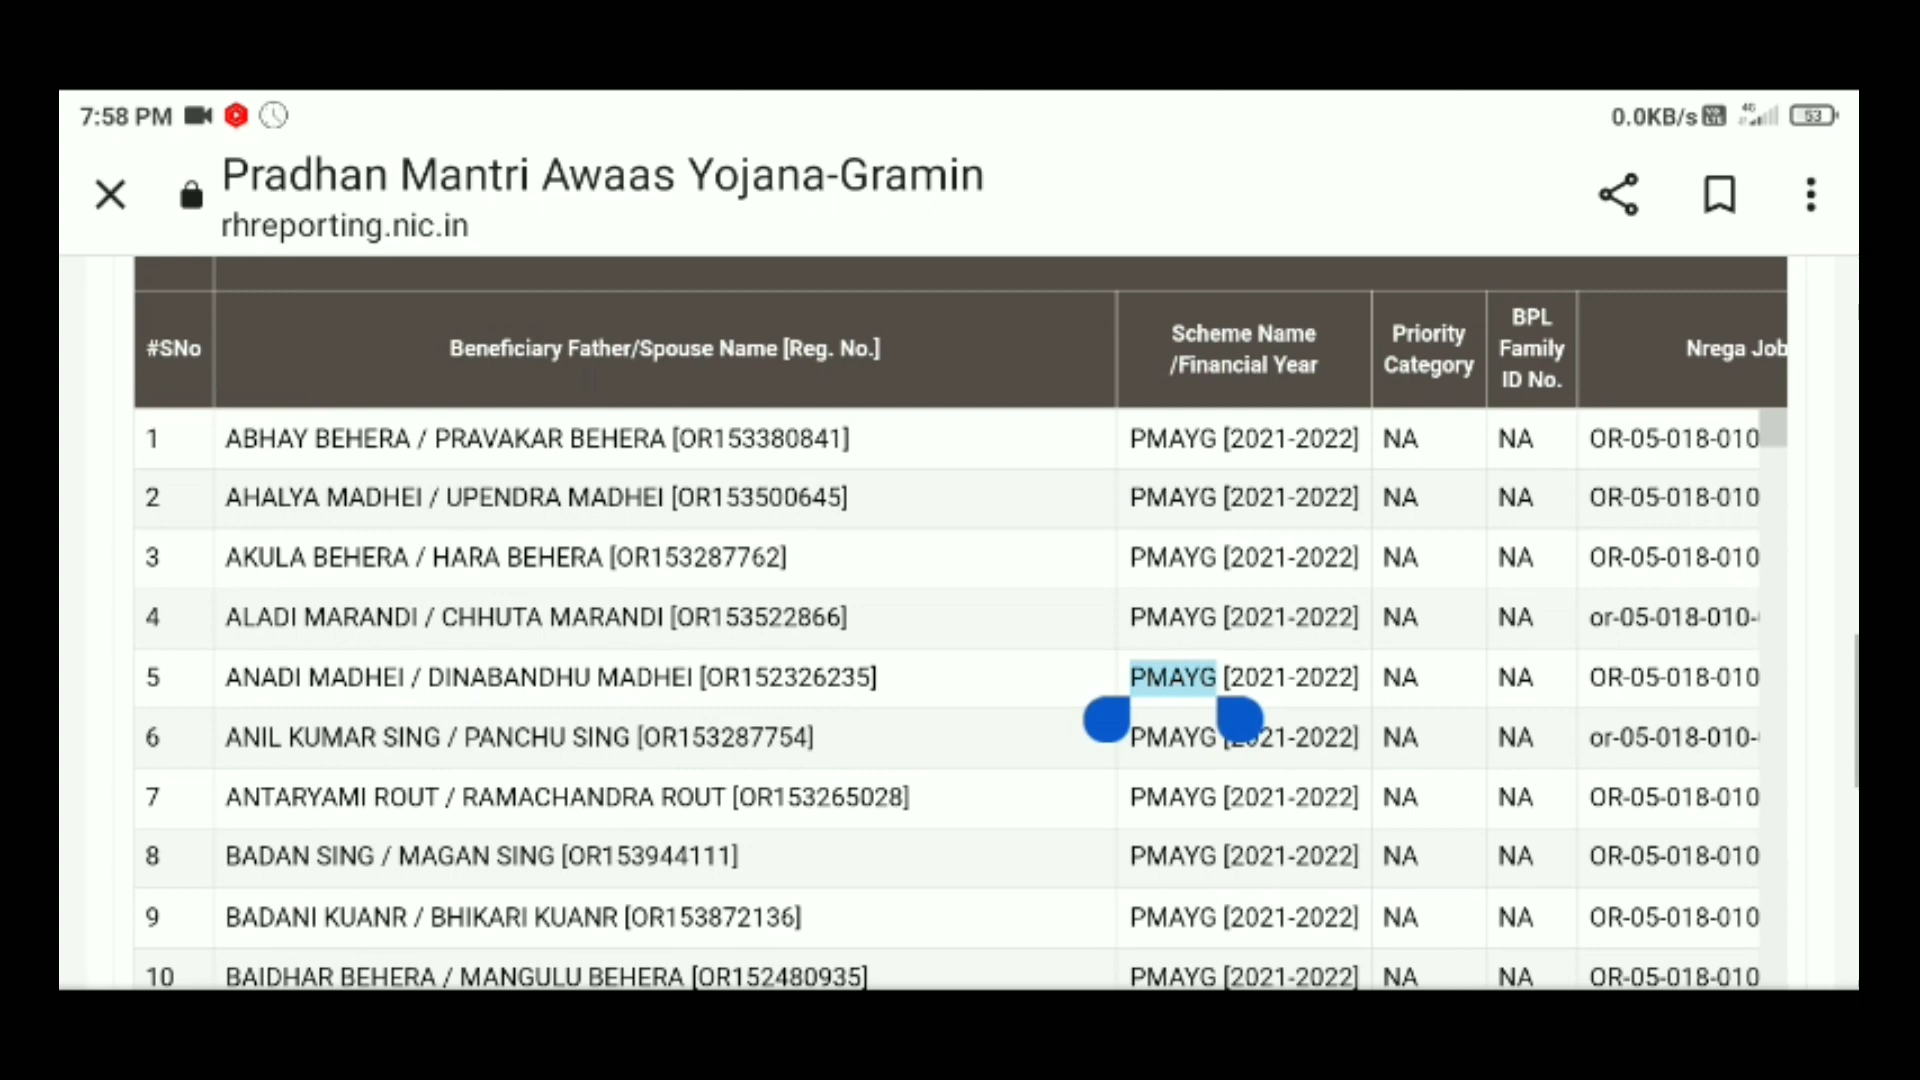 7:58 PM
0.0KB/s 4G 53
Pradhan Mantri Awaas Yojana-Gramin
rhreporting.nic.in
#SNo Beneficiary Father/Spouse Name [Reg. No.] Scheme Name /Financial Year Priority Category BPL Family ID No. Nrega Job
1 ABHAY BEHERA / PRAVAKAR BEHERA [OR153380841] PMAYG [2021-2022] NA NA OR-05-018-010
2 AHALYA MADHEI / UPENDRA MADHEI [OR153500645] PMAYG [2021-2022] NA NA OR-05-018-010
3 AKULA BEHERA / HARA BEHERA [OR153287762] PMAYG [2021-2022] NA NA OR-05-018-010
4 ALADI MARANDI / CHHUTA MARANDI [OR153522866] PMAYG [2021-2022] NA NA or-05-018-010-
5 ANADI MADHEI / DINABANDHU MADHEI [OR152326235] PMAYG [2021-2022] NA NA OR-05-018-010
6 ANIL KUMAR SING / PANCHU SING [OR153287754] PMAYG [2021-2022] NA NA or-05-018-010-
7 ANTARYAMI ROUT / RAMACHANDRA ROUT [OR153265028] PMAYG [2021-2022] NA NA OR-05-018-010
8 BADAN SING / MAGAN SING [OR153944111] PMAYG [2021-2022] NA NA OR-05-018-010
9 BADANI KUANR / BHIKARI KUANR [OR153872136] PMAYG [2021-2022] NA NA OR-05-018-010
10 BAIDHAR BEHERA / MANGULU BEHERA [OR152480935] PMAYG [2021-2022] NA NA OR-05-018-010